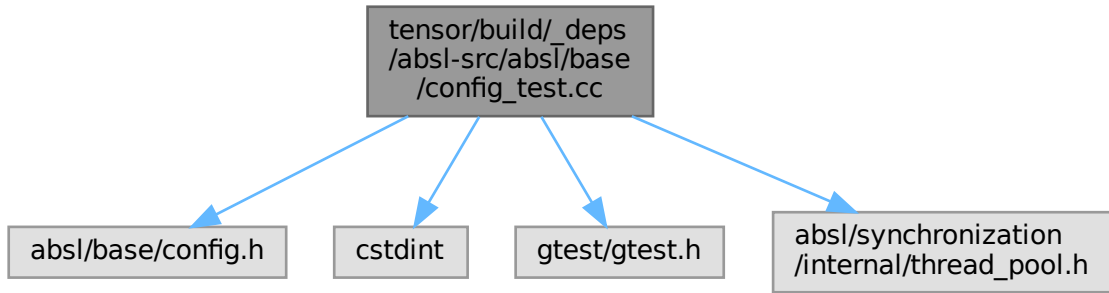 tensor/build/_deps
/absl-src/absl/base
/config_test.cc
absl/base/config.h
cstdint
gtest/gtest.h
absl/synchronization
/internal/thread_pool.h